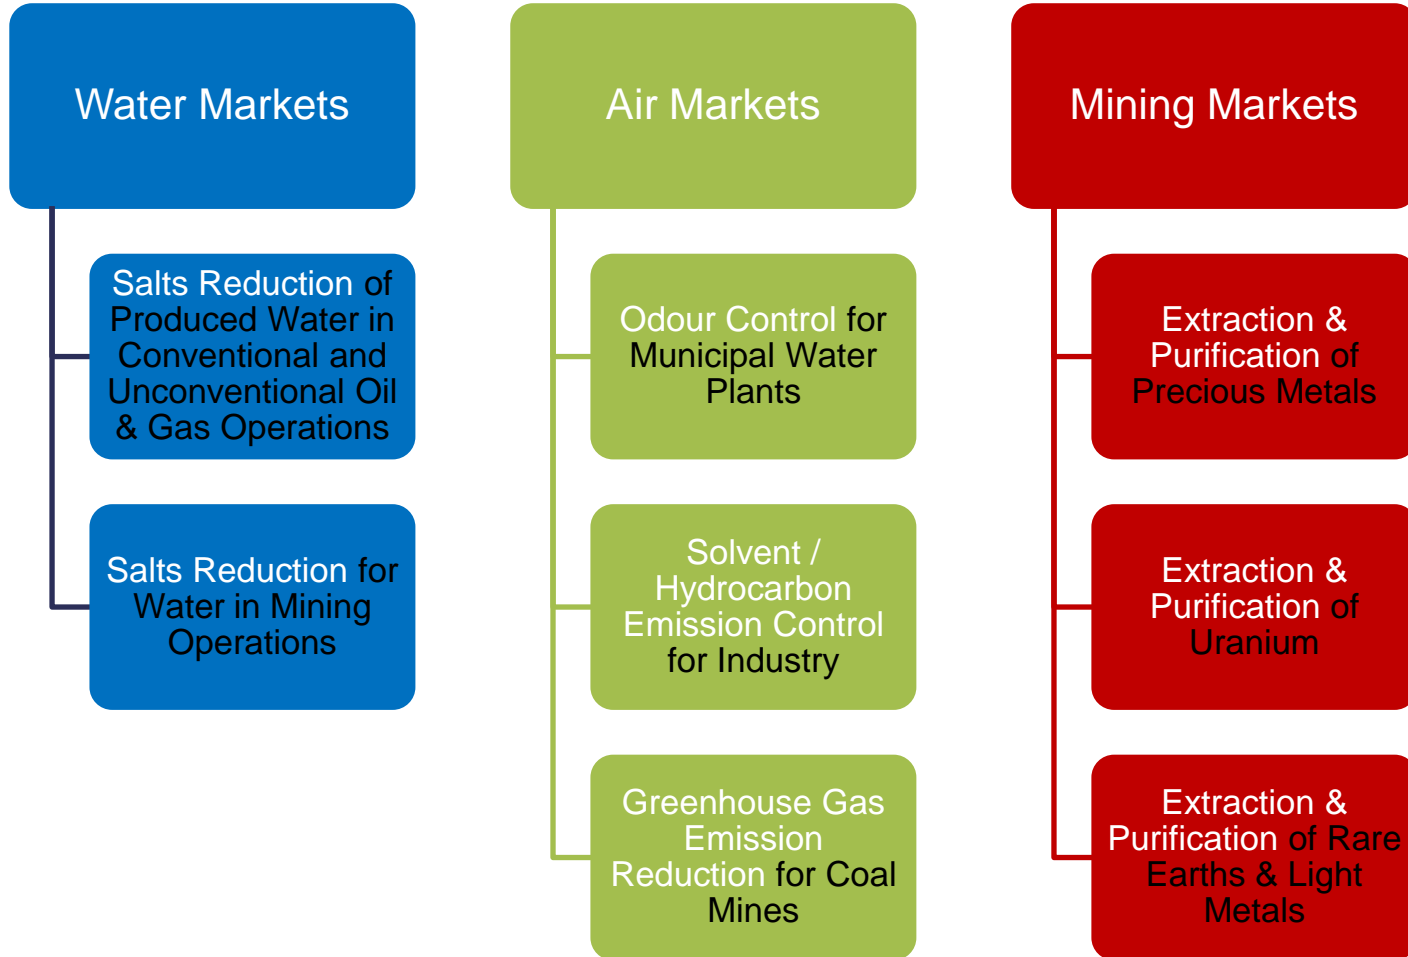 Water Markets
Salts Reduction of
Produced Water in
Conventional and
Unconventional Oil
& Gas Operations
Salts Reduction for
Water in Mining
Operations
Air Markets
Odour Control for
Municipal Water
Plants
Solvent /
Hydrocarbon
Emission Control
for Industry
Greenhouse Gas
Emission
Reduction for Coal
Mines
Mining Markets
Extraction &
Purification of
Precious Metals
Extraction &
Purification of
Uranium
Extraction &
Purification of Rare
Earths & Light
Metals